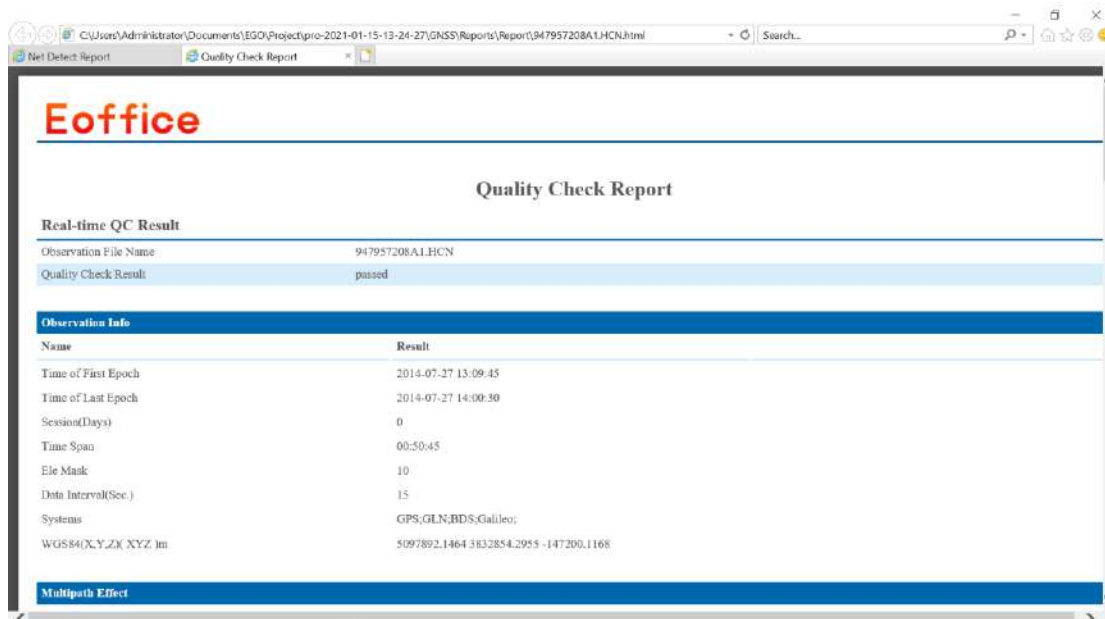 C:\Users\Administrator\Documents\EGO\Project\pro-2021-01-15-13-24-27\GNSS\Reports\Report\947957208A1.HCN.html Search...
Net Detect Report Quality Check Report
Eoffice
Quality Check Report
Real-time QC Result
Observation File Name 947957208A1.HCN
Quality Check Result passed
Observation Info
Name Result
Time of First Epoch 2014-07-27 13:09:45
Time of Last Epoch 2014-07-27 14:00:30
Session(Days) 0
Time Span 00:50:45
Ele Mask 10
Data Interval(Sec.) 15
Systems GPS;GLN;BDS;Galileo;
WGS84(X,Y,Z)( XYZ )m 5097892.1464 3832854.2955 -147200.1168
Multipath Effect